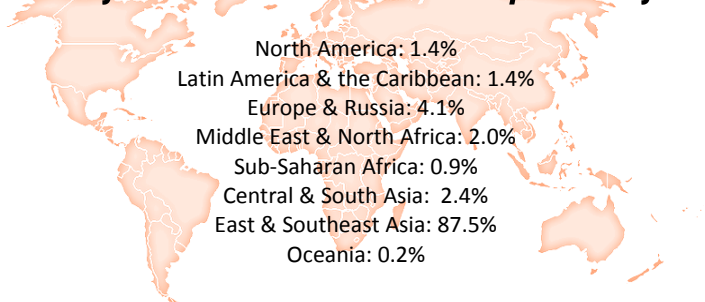 North America: 1.4%
Latin America & the Caribbean: 1.4%
Europe & Russia: 4.1%
Middle East & North Africa: 2.0%
Sub-Saharan Africa: 0.9%
Central & South Asia: 2.4%
East & Southeast Asia: 87.5%
Oceania: 0.2%